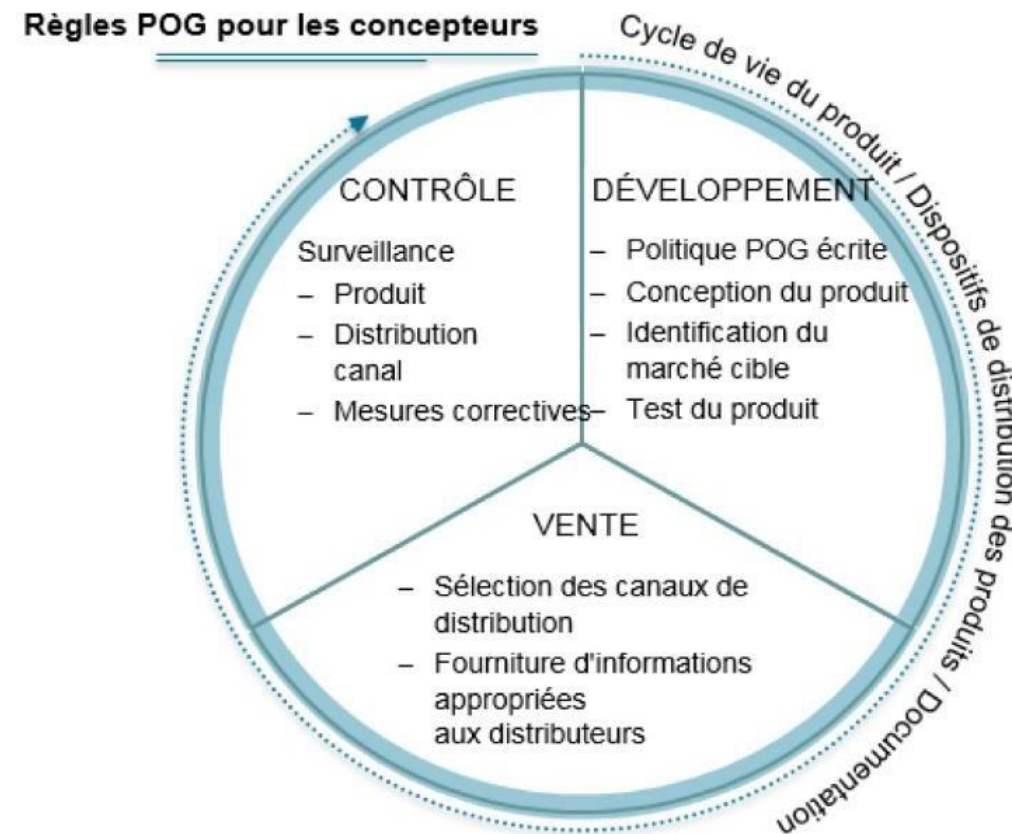 Règles POG pour les concepteurs
Cycle de vie du produit / Dispositifs de distribution des produits / Documentation
CONTRÔLE
Surveillance
– Produit
– Distribution
canal
– Mesures correctives
DÉVELOPPEMENT
– Politique POG écrite
– Conception du produit
– Identification du
marché cible
– Test du produit
VENTE
– Sélection des canaux de
distribution
– Fourniture d'informations
appropriées
aux distributeurs